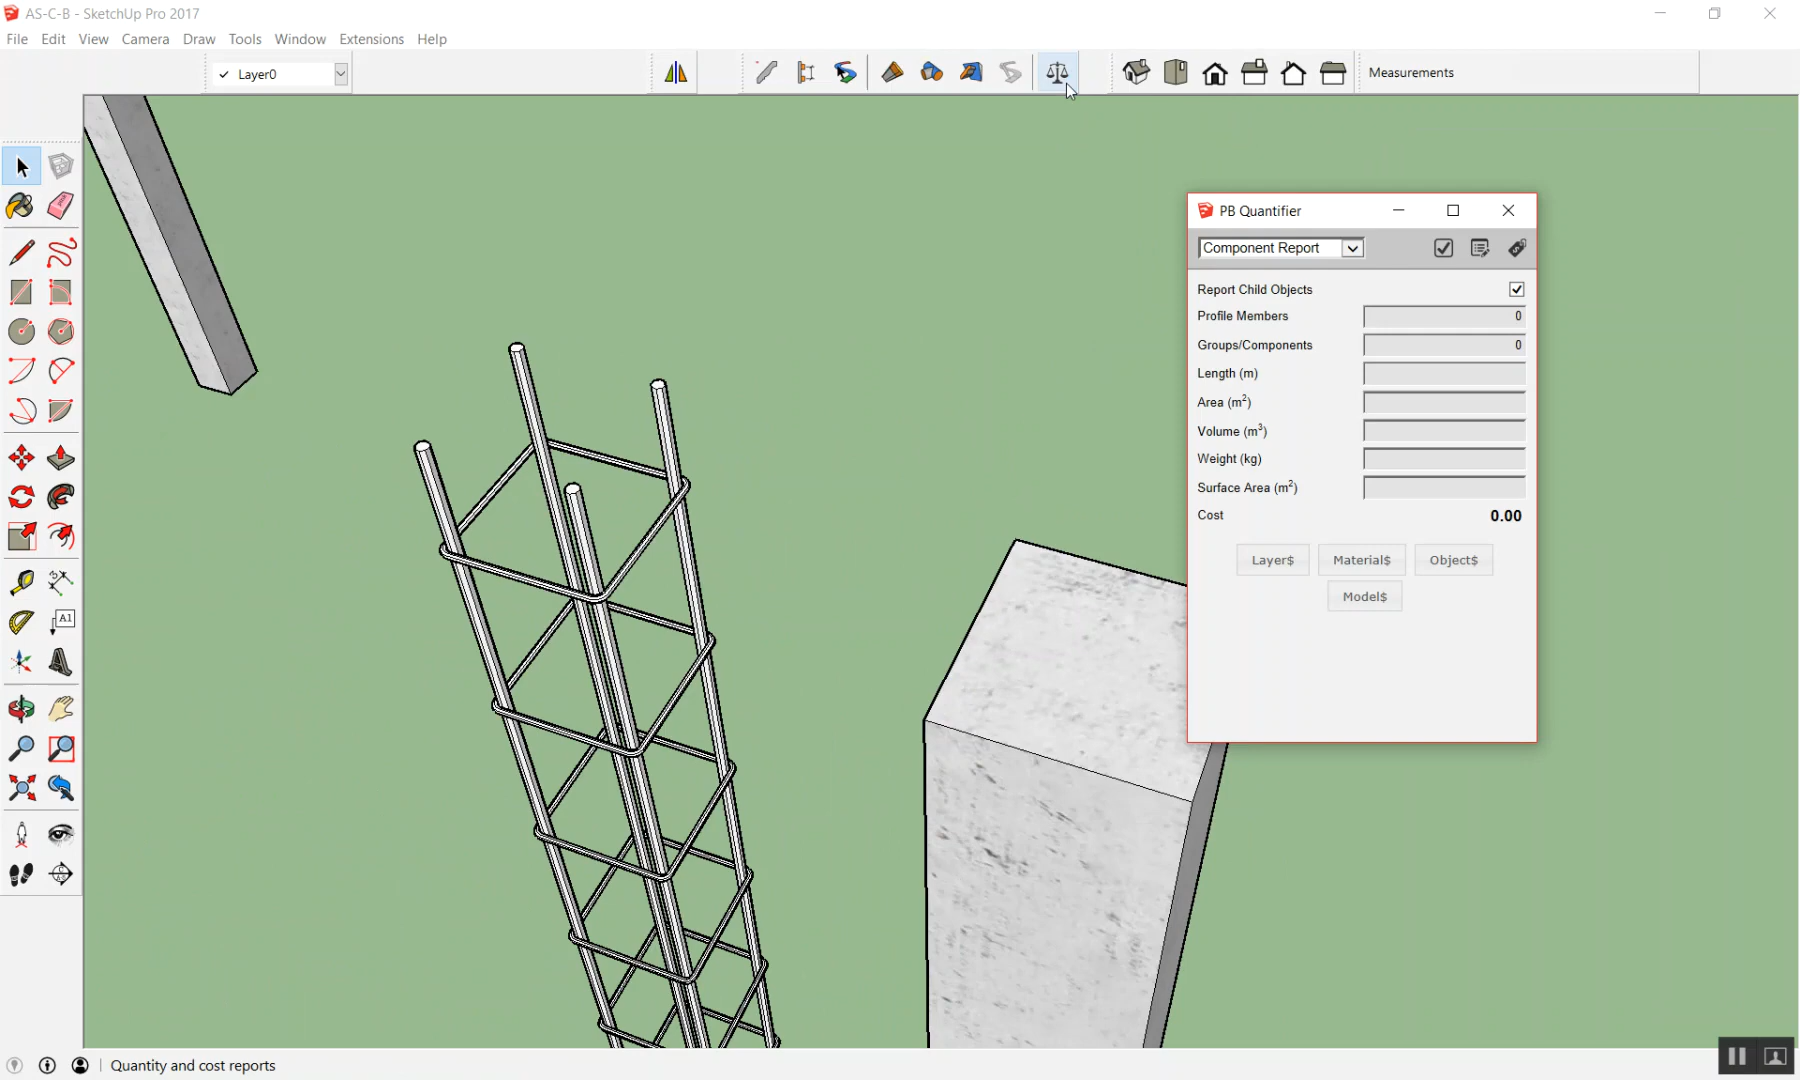 AS-C-B - SketchUp Pro 2017
File Edit View Camera Draw Tools Window Extensions Help
Layer0
Measurements
PB Quantifier
Component Report
Report Child Objects
Profile Members 0
Groups/Components 0
Length (m)
Area (m²)
Volume (m³)
Weight (kg)
Surface Area (m²)
Cost 0.00
Layer$ Material$ Object$
Model$
A1
Quantity and cost reports